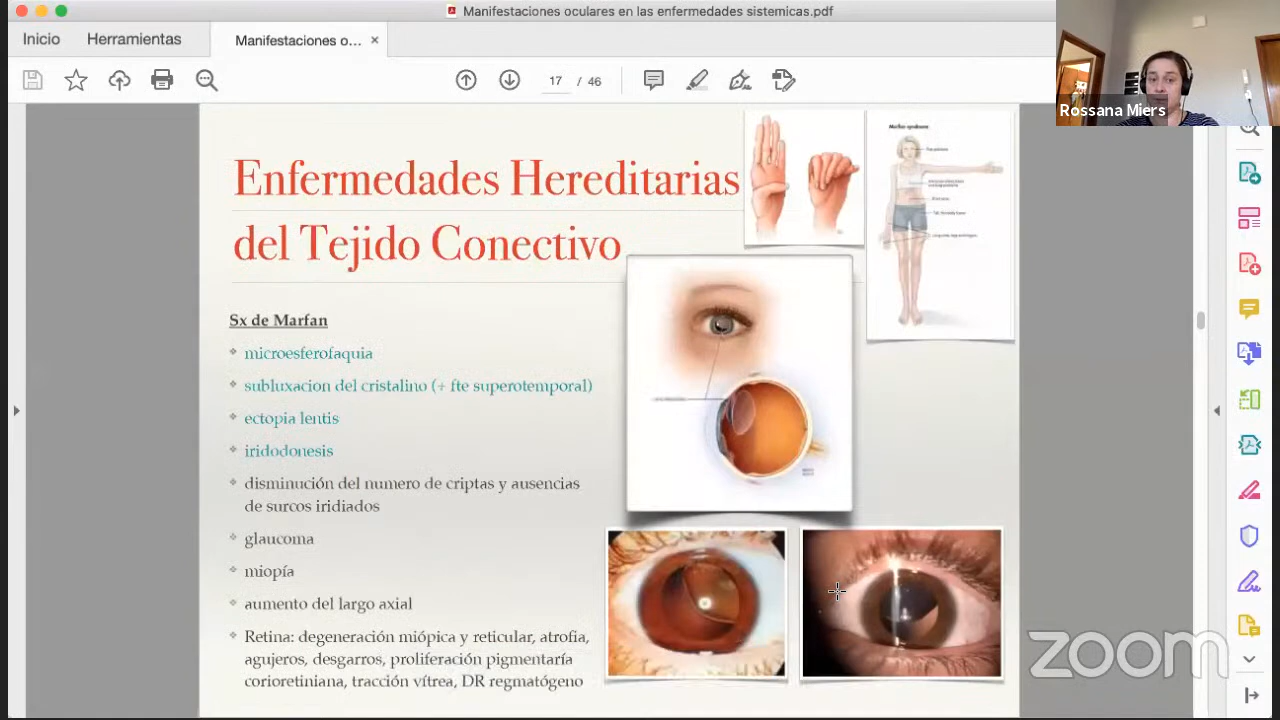 Manifestaciones oculares en las enfermedades sistemicas.pdf
Inicio
Herramientas
Manifestaciones o... ×
17 / 46
Rossana Miers
Enfermedades Hereditarias
del Tejido Conectivo
Marfan syndrome
Sx de Marfan
microesferofaquia
subluxacion del cristalino (+ fte superotemporal)
ectopia lentis
iridodonesis
disminución del numero de criptas y ausencias
de surcos iridiados
glaucoma
miopía
aumento del largo axial
Retina: degeneración miópica y reticular, atrofia,
agujeros, desgarros, proliferación pigmentaría
corioretiniana, tracción vítrea, DR regmatógeno
zoom